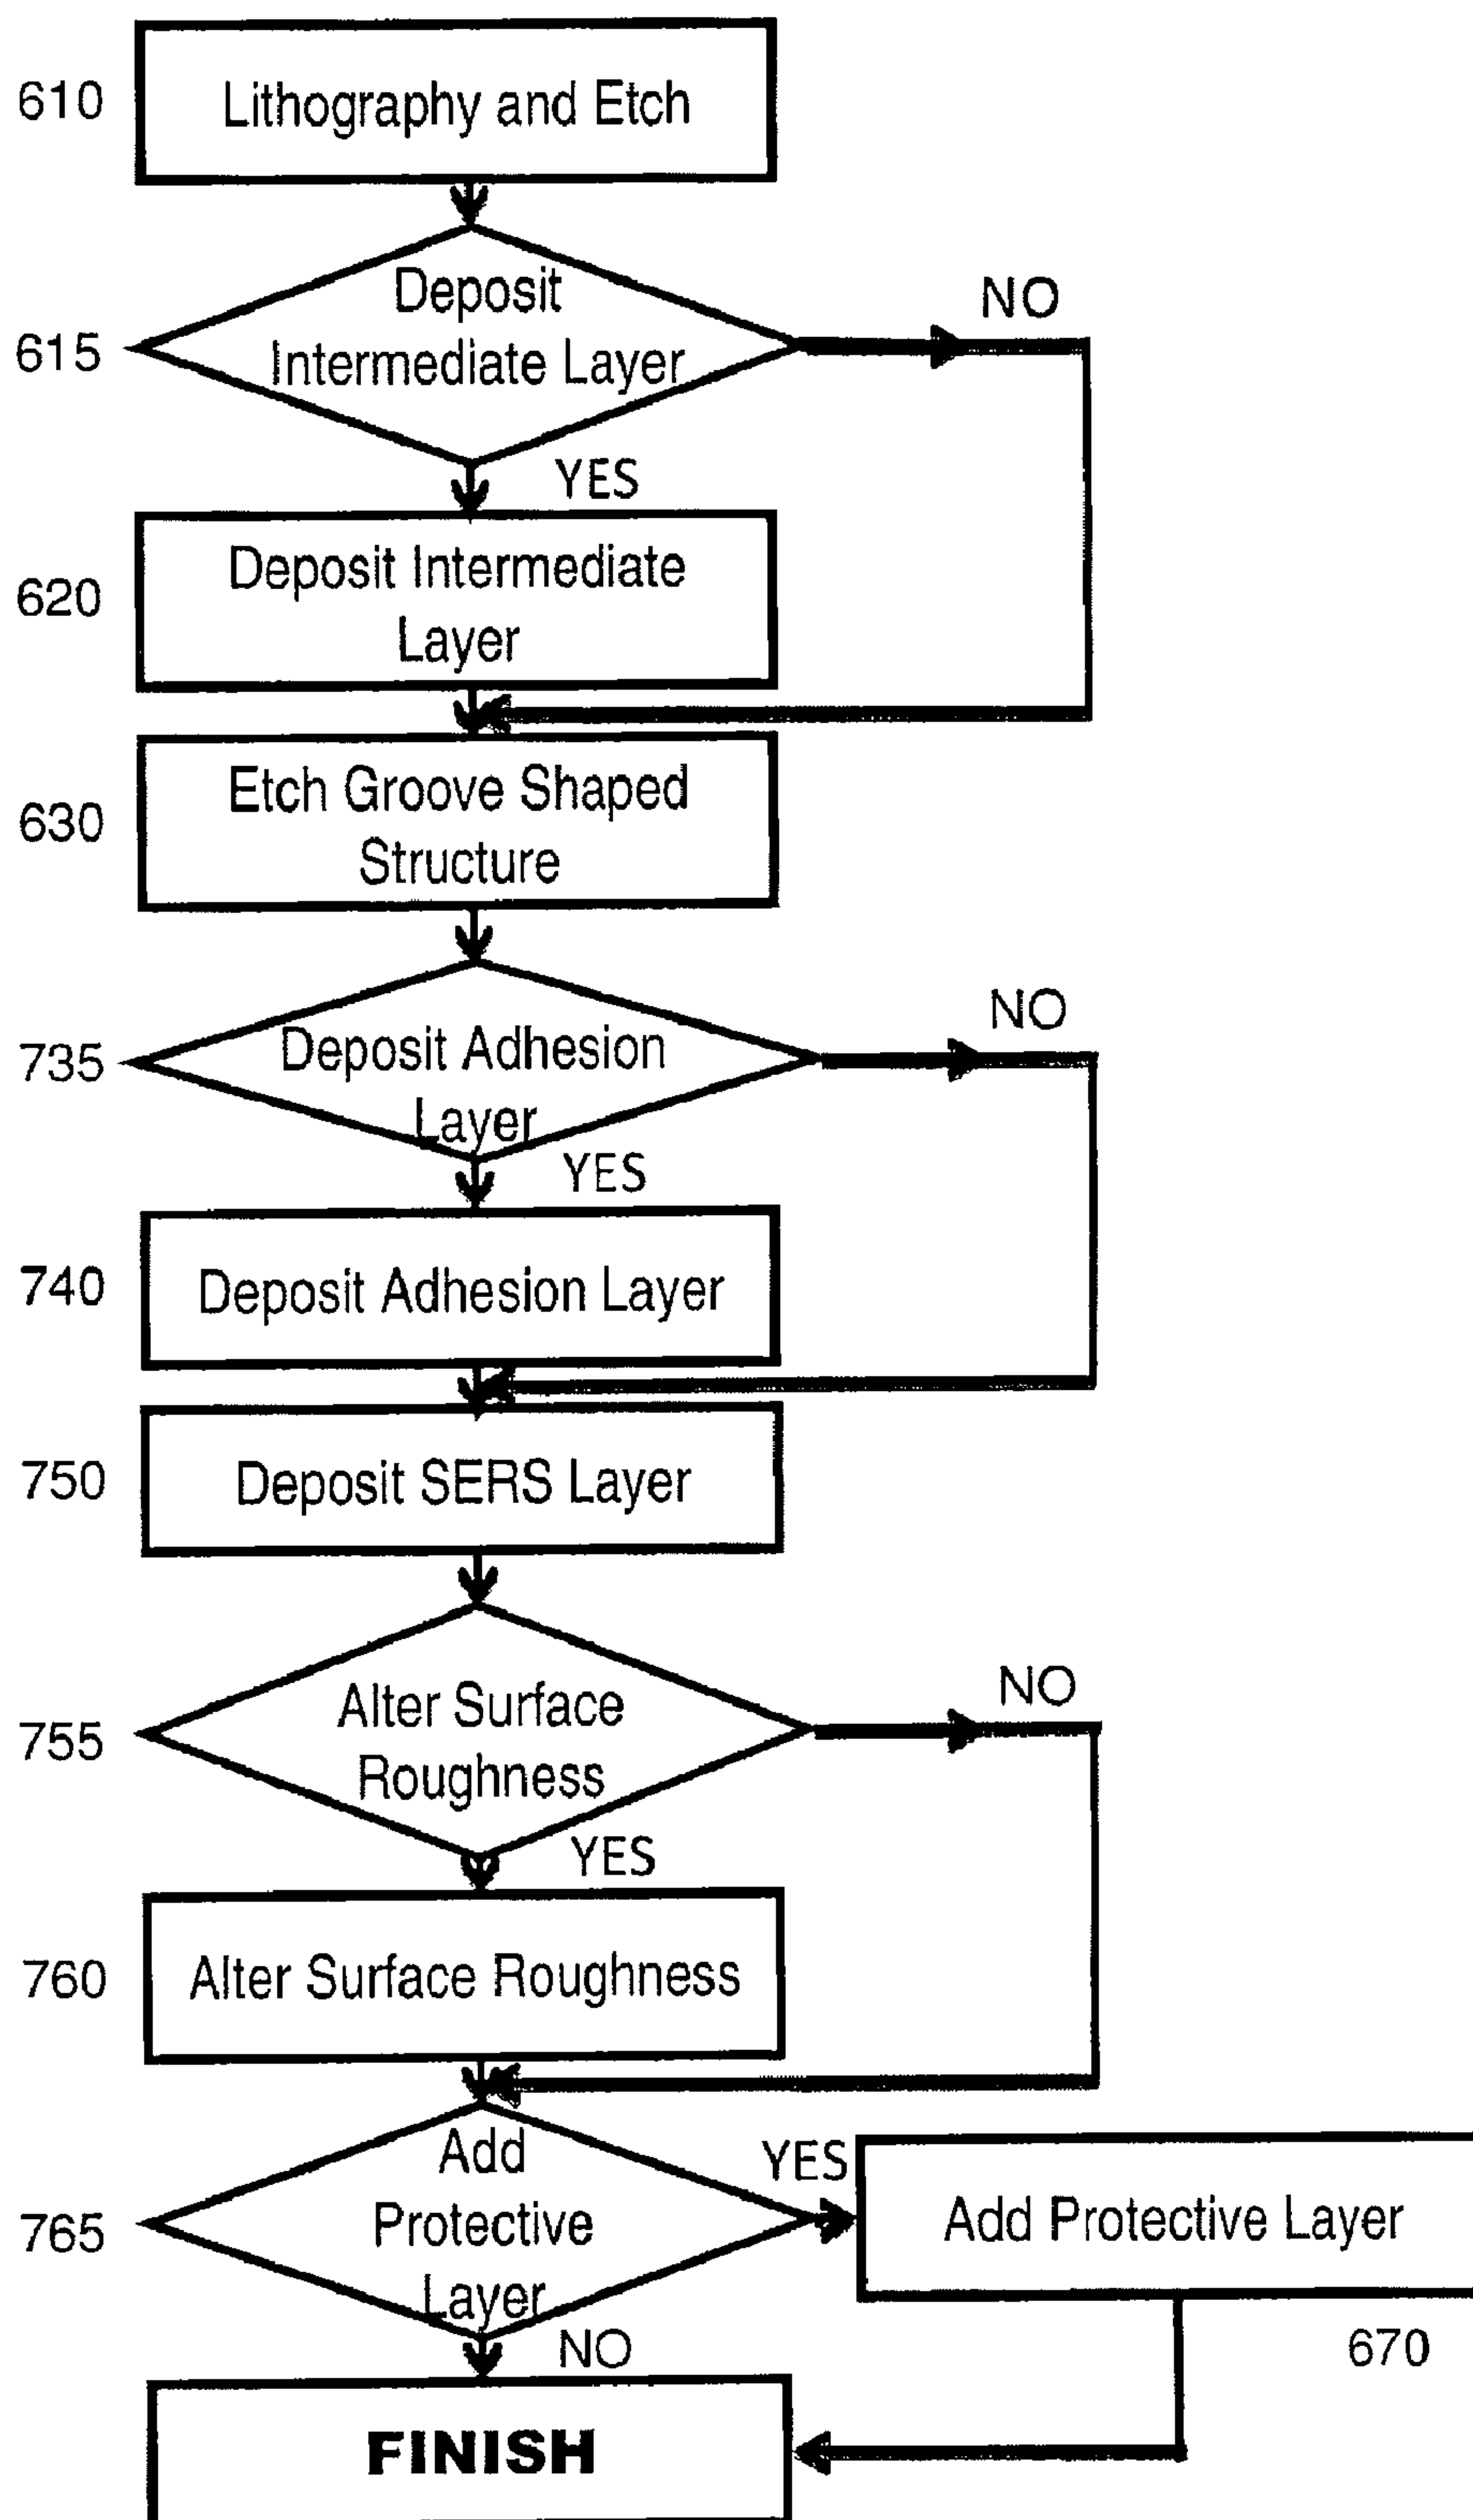 610
Lithography and Etch
615
Deposit
Intermediate Layer
NO
YES
620
Deposit Intermediate
Layer
630
Etch Groove Shaped
Structure
735
Deposit Adhesion
Layer
NO
YES
740
Deposit Adhesion Layer
750
Deposit SERS Layer
755
Alter Surface
Roughness
NO
YES
760
Alter Surface Roughness
765
Add
Protective
Layer
YES
Add Protective Layer
670
NO
FINISH